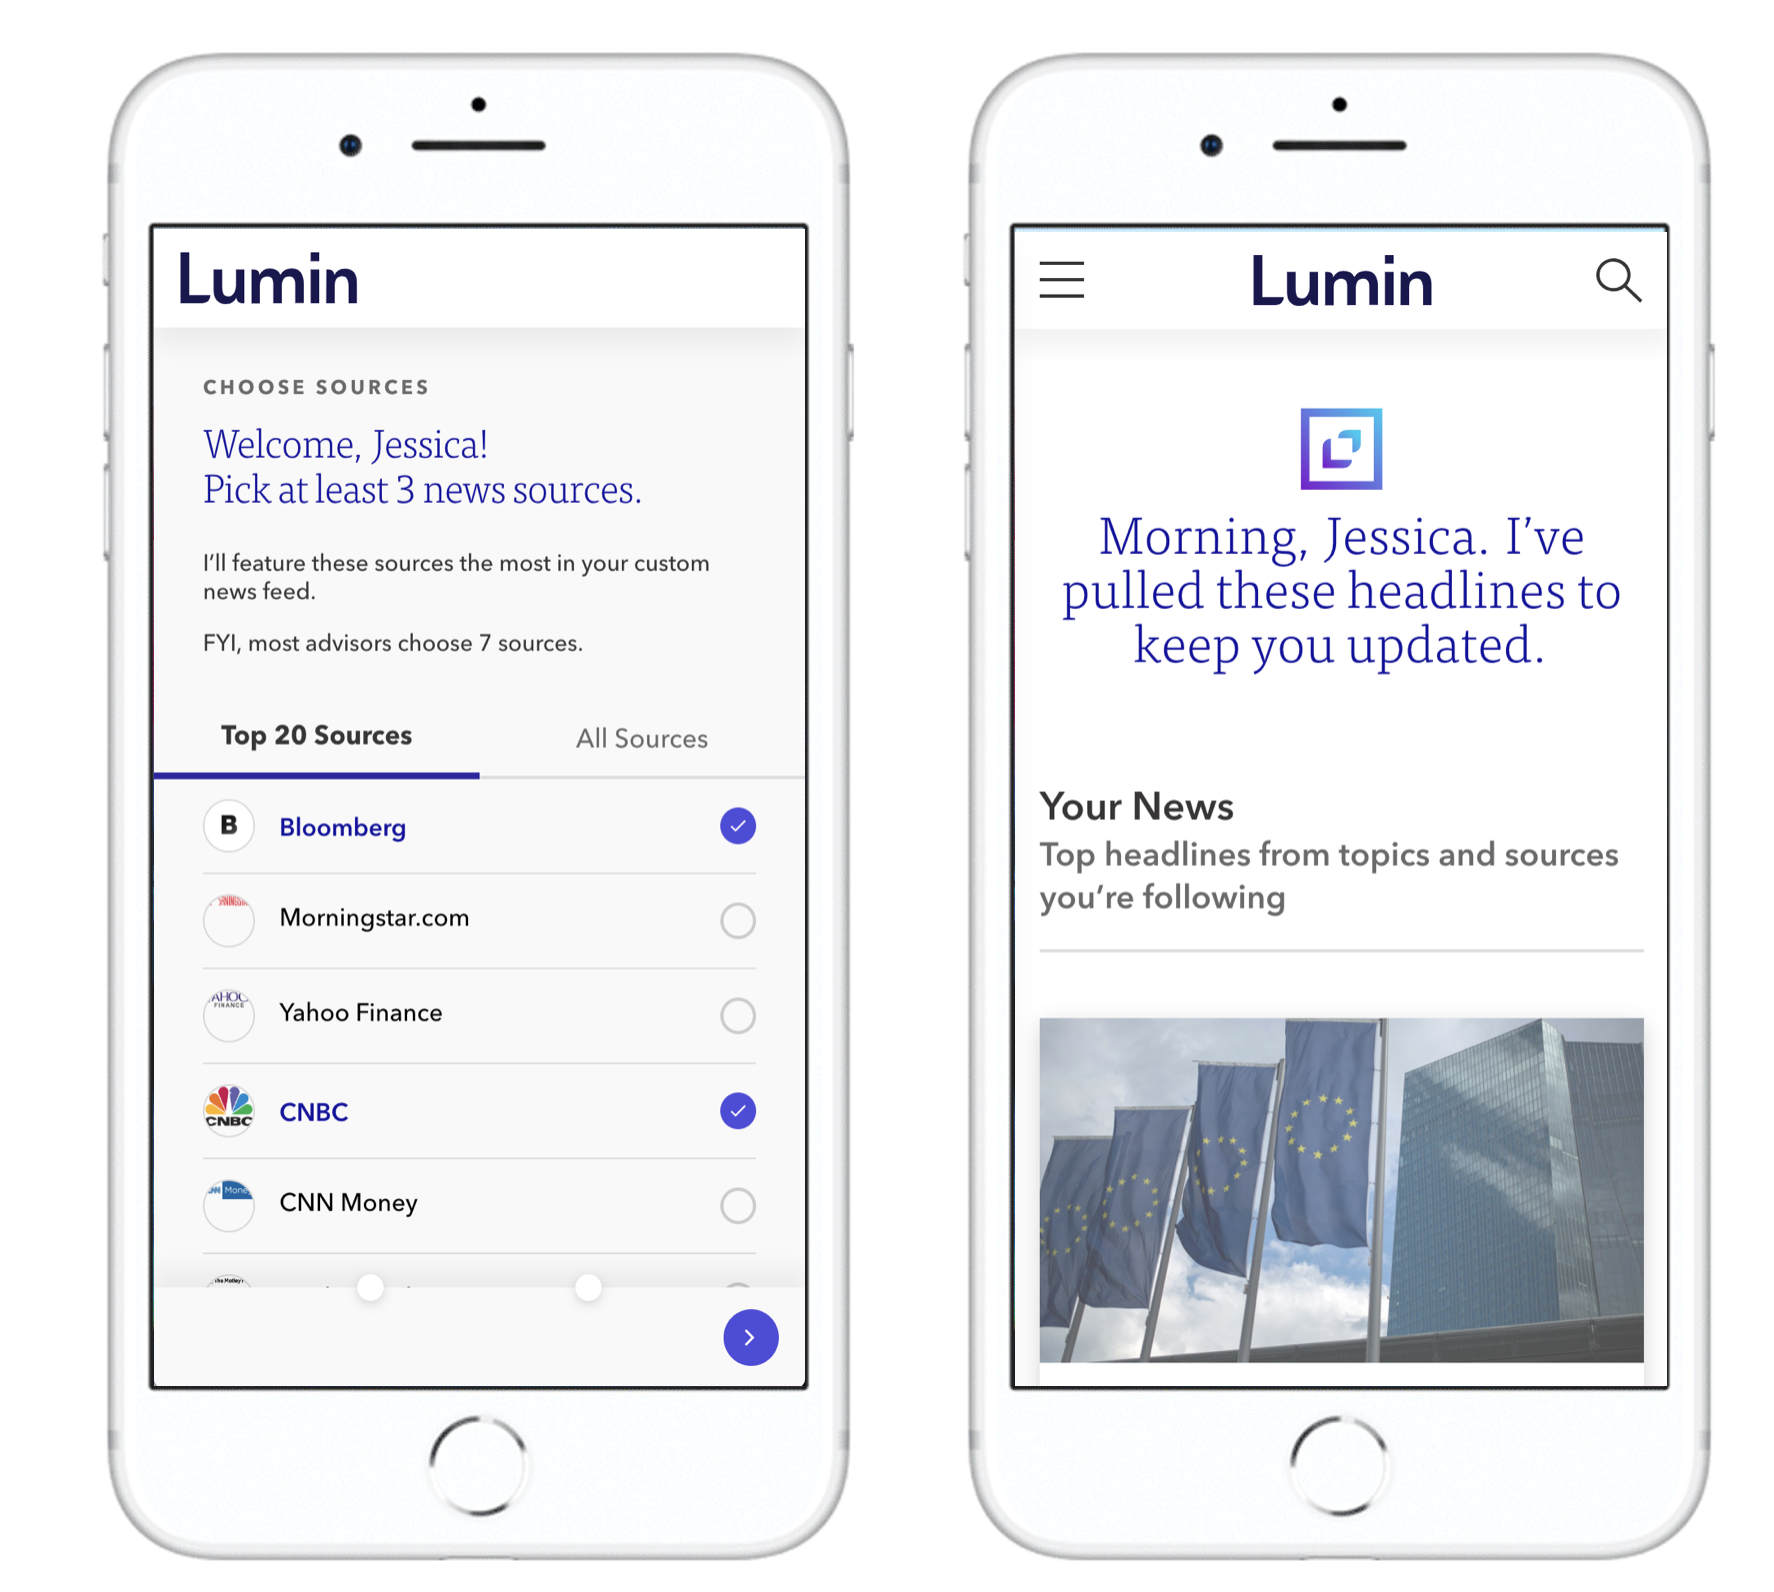 Lumin
CHOOSE SOURCES
Welcome, Jessica!
Pick at least 3 news sources.
I'll feature these sources the most in your custom
news feed.
FYI, most advisors choose 7 sources.
Top 20 Sources
All Sources
B
Bloomberg
Morningstar.com
FINANCE
Yahoo Finance
CNBC
CNBC
Money
CNN Money
Lumin
Morning, Jessica. I've
pulled these headlines to
keep you updated.
Your News
Top headlines from topics and sources
you're following